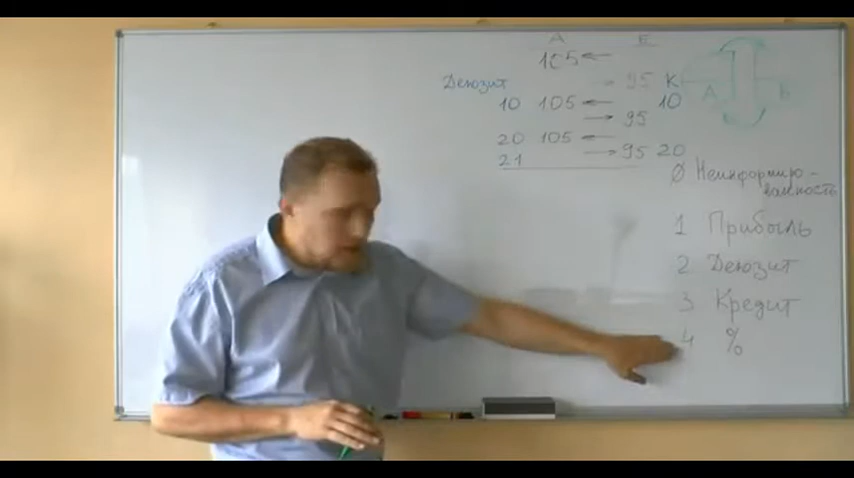 A E
105
Депозит 95 К
10 105 10
95
20 105
21 95 20
0 Неинформиро-
ванность
A B
1 Прибыль
2 Депозит
3 Кредит
4 %